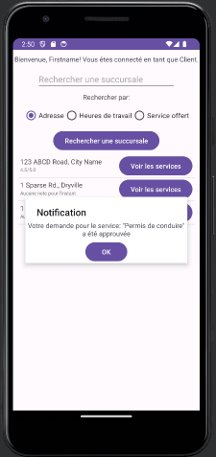 2:50
Bienvenue, Firstname! Vous êtes connecté en tant que Client
Rechercher une succursale
Rechercher par:
Adresse
Heures de travail
Service offert
Rechercher une succursale
123 ABCD Road, City Name
Voir les services
4.5/5.0
1 Sparse Rd., Dryville
Voir les services
Aucune note pour l'instant
Notification
Votre demande pour le service: "Permis de conduire"
a été approuvée
OK